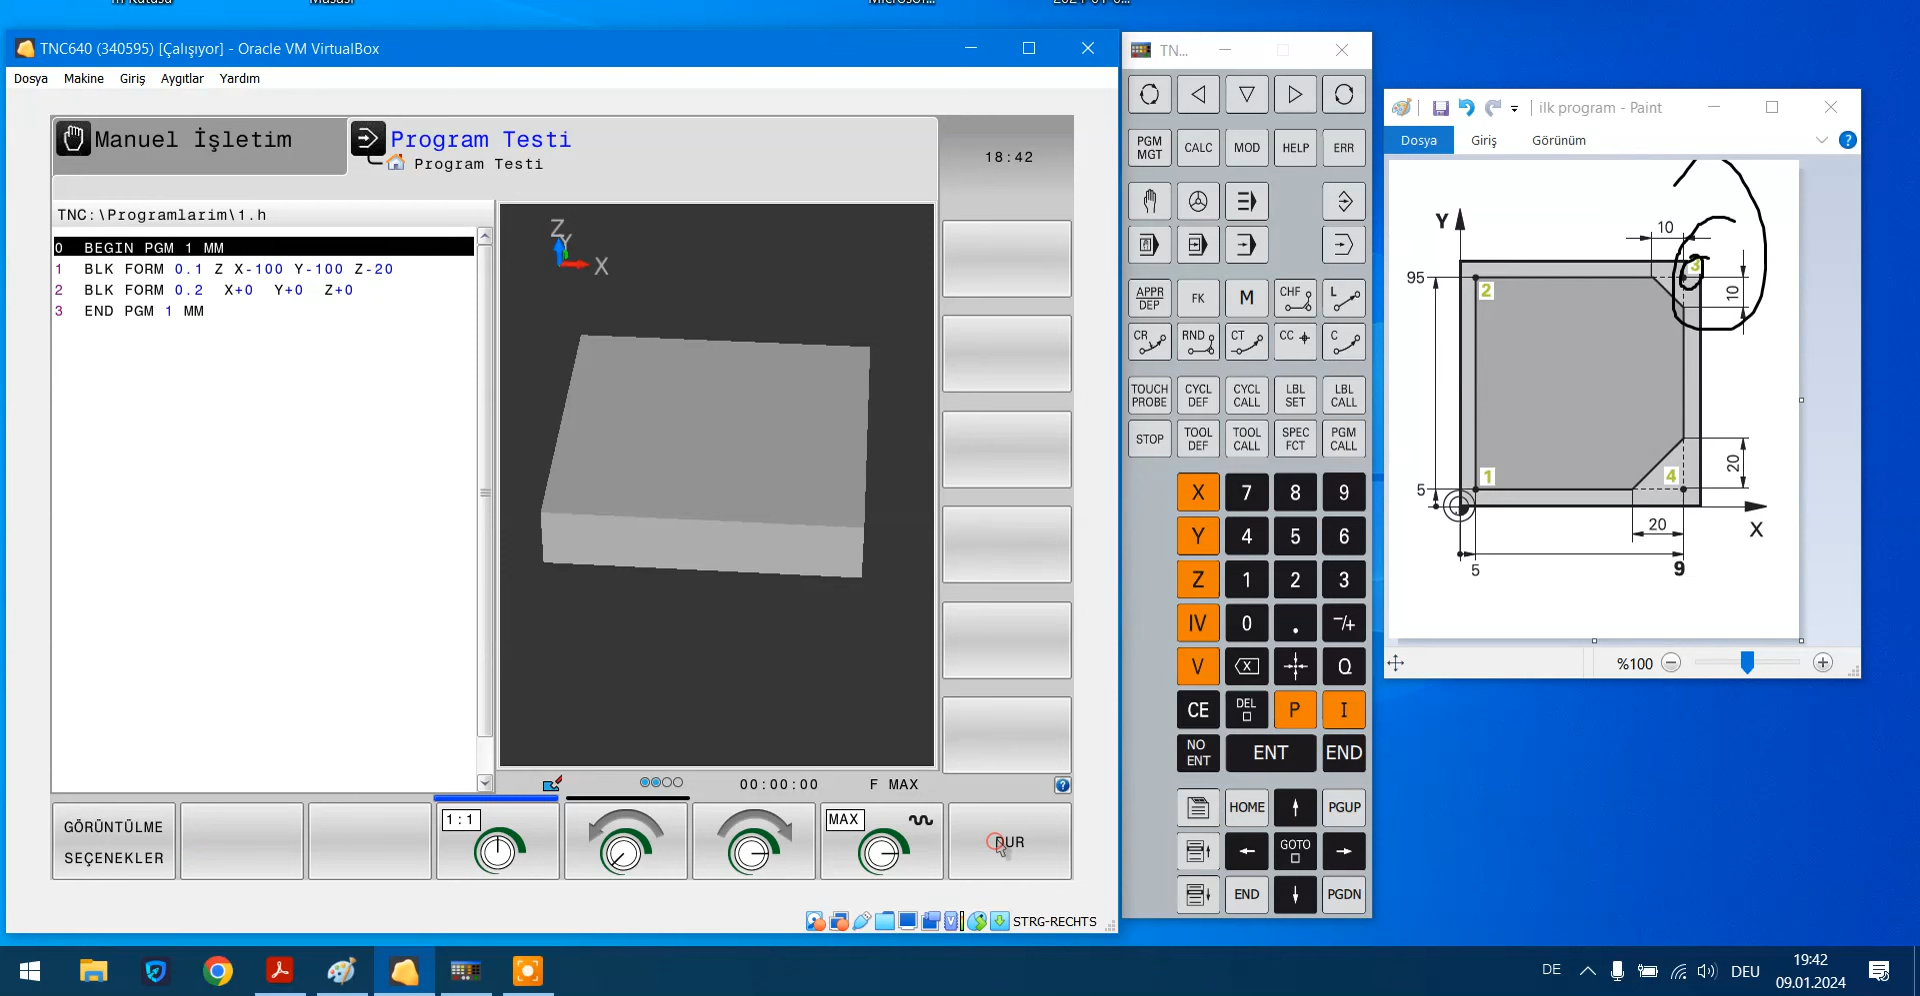 m Kutusu
Masası
Microsof...
2024-01-0...
TNC640 (340595) [Çalışıyor] - Oracle VM VirtualBox
Dosya Makine Giriş Aygıtlar Yardım
Manuel İşletim
Program Testi
Program Testi
18:42
TNC:\Programlarim\1.h
0 BEGIN PGM 1 MM
1 BLK FORM 0.1 Z X-100 Y-100 Z-20
2 BLK FORM 0.2 X+0 Y+0 Z+0
3 END PGM 1 MM
Z
Y
X
00:00:00 F MAX
GÖRÜNTÜLME
SEÇENEKLER
1:1
MAX
DUR
STRG-RECHTS
TN...
PGM MGT
CALC
MOD
HELP
ERR
APPR DEP
FK
M
CHF
L
CR
RND
CT
CC
C
TOUCH PROBE
CYCL DEF
CYCL CALL
LBL SET
LBL CALL
STOP
TOOL DEF
TOOL CALL
SPEC FCT
PGM CALL
X 7 8 9
Y 4 5 6
Z 1 2 3
IV 0 . -/+
V X Q
CE
DEL
P
I
NO ENT
ENT
END
HOME
PGUP
GOTO
END
PGDN
ilk program - Paint
Dosya Giriş Görünüm
Y
10
95
2
3
10
1
4
20
5
20
X
5
9
%100
DE
DEU
19:42
09.01.2024